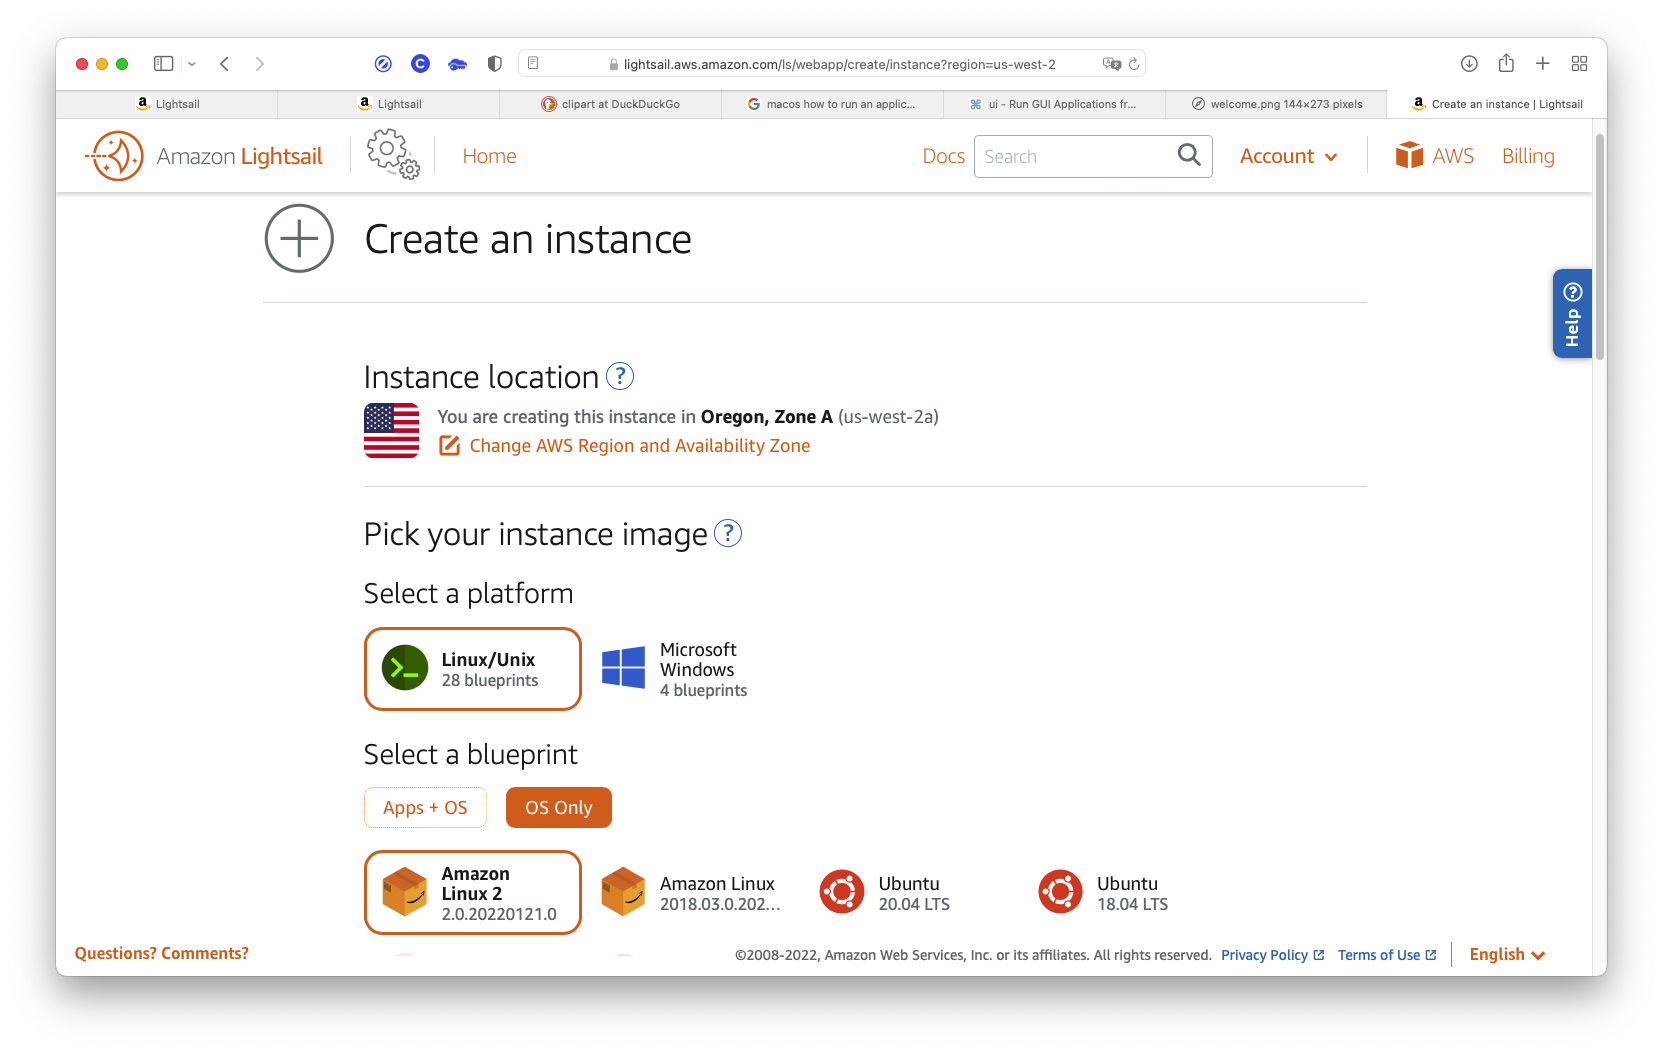 lightsail.aws.amazon.com/ls/webapp/create/instance?region=us-west-2
Lightsail
Lightsail
clipart at DuckDuckGo
macos how to run an applic...
ui - Run GUI Applications fr...
welcome.png 144×273 pixels
Create an instance | Lightsail
Amazon Lightsail
Home
Docs
Search
Account
AWS
Billing
Create an instance
Help
Instance location
You are creating this instance in Oregon, Zone A (us-west-2a)
Change AWS Region and Availability Zone
Pick your instance image
Select a platform
Linux/Unix
28 blueprints
Microsoft
Windows
4 blueprints
Select a blueprint
Apps + OS
OS Only
Amazon
Linux 2
2.0.20220121.0
Amazon Linux
2018.03.0.202...
Ubuntu
20.04 LTS
Ubuntu
18.04 LTS
Questions? Comments?
©2008-2022, Amazon Web Services, Inc. or its affiliates. All rights reserved.
Privacy Policy
Terms of Use
English